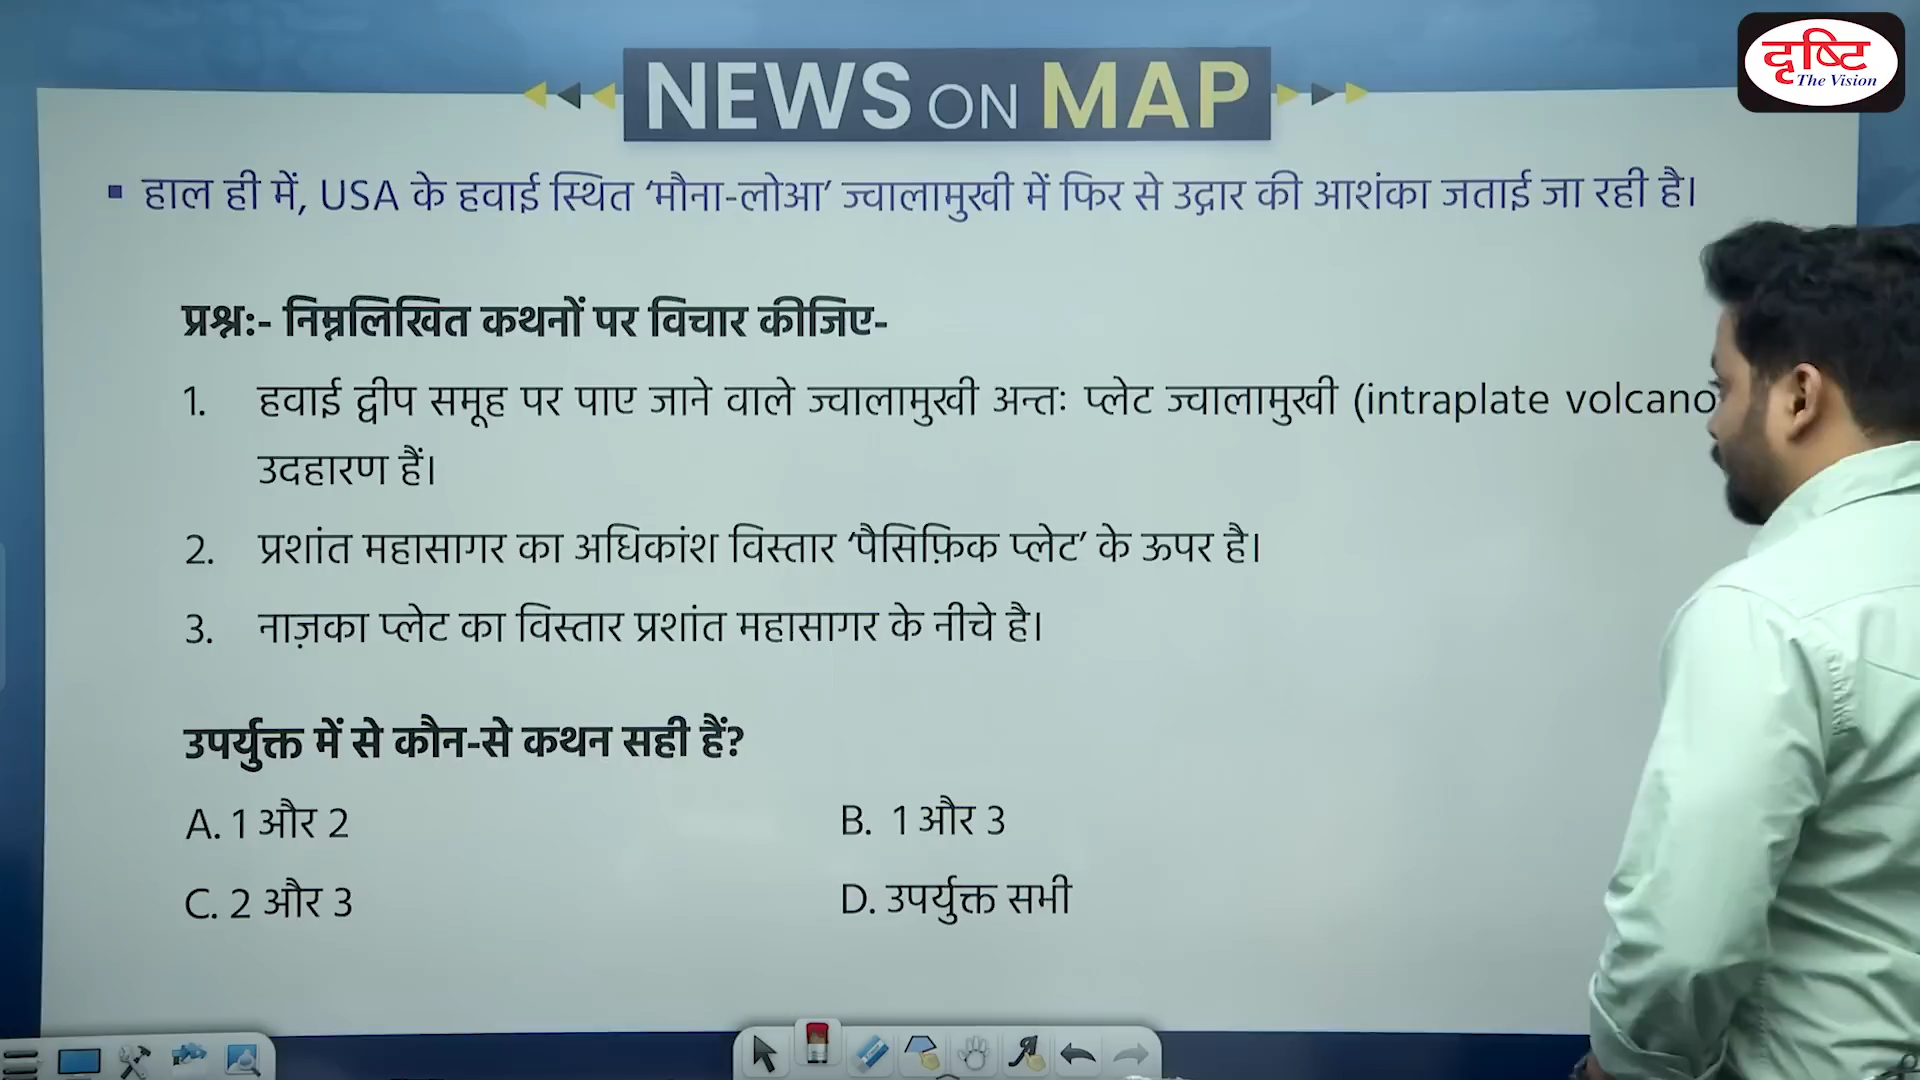 दृष्टि
The Vision
NEWS ON MAP
▪ हाल ही में, USA के हवाई स्थित ‘मौना-लोआ’ ज्वालामुखी में फिर से उद्गार की आशंका जताई जा रही है।
प्रश्न:- निम्नलिखित कथनों पर विचार कीजिए-
1. हवाई द्वीप समूह पर पाए जाने वाले ज्वालामुखी अन्तः प्लेट ज्वालामुखी (intraplate volcano
उदहारण हैं।
2. प्रशांत महासागर का अधिकांश विस्तार ‘पैसिफ़िक प्लेट’ के ऊपर है।
3. नाज़का प्लेट का विस्तार प्रशांत महासागर के नीचे है।
उपर्युक्त में से कौन-से कथन सही हैं?
A. 1 और 2
B. 1 और 3
C. 2 और 3
D. उपर्युक्त सभी